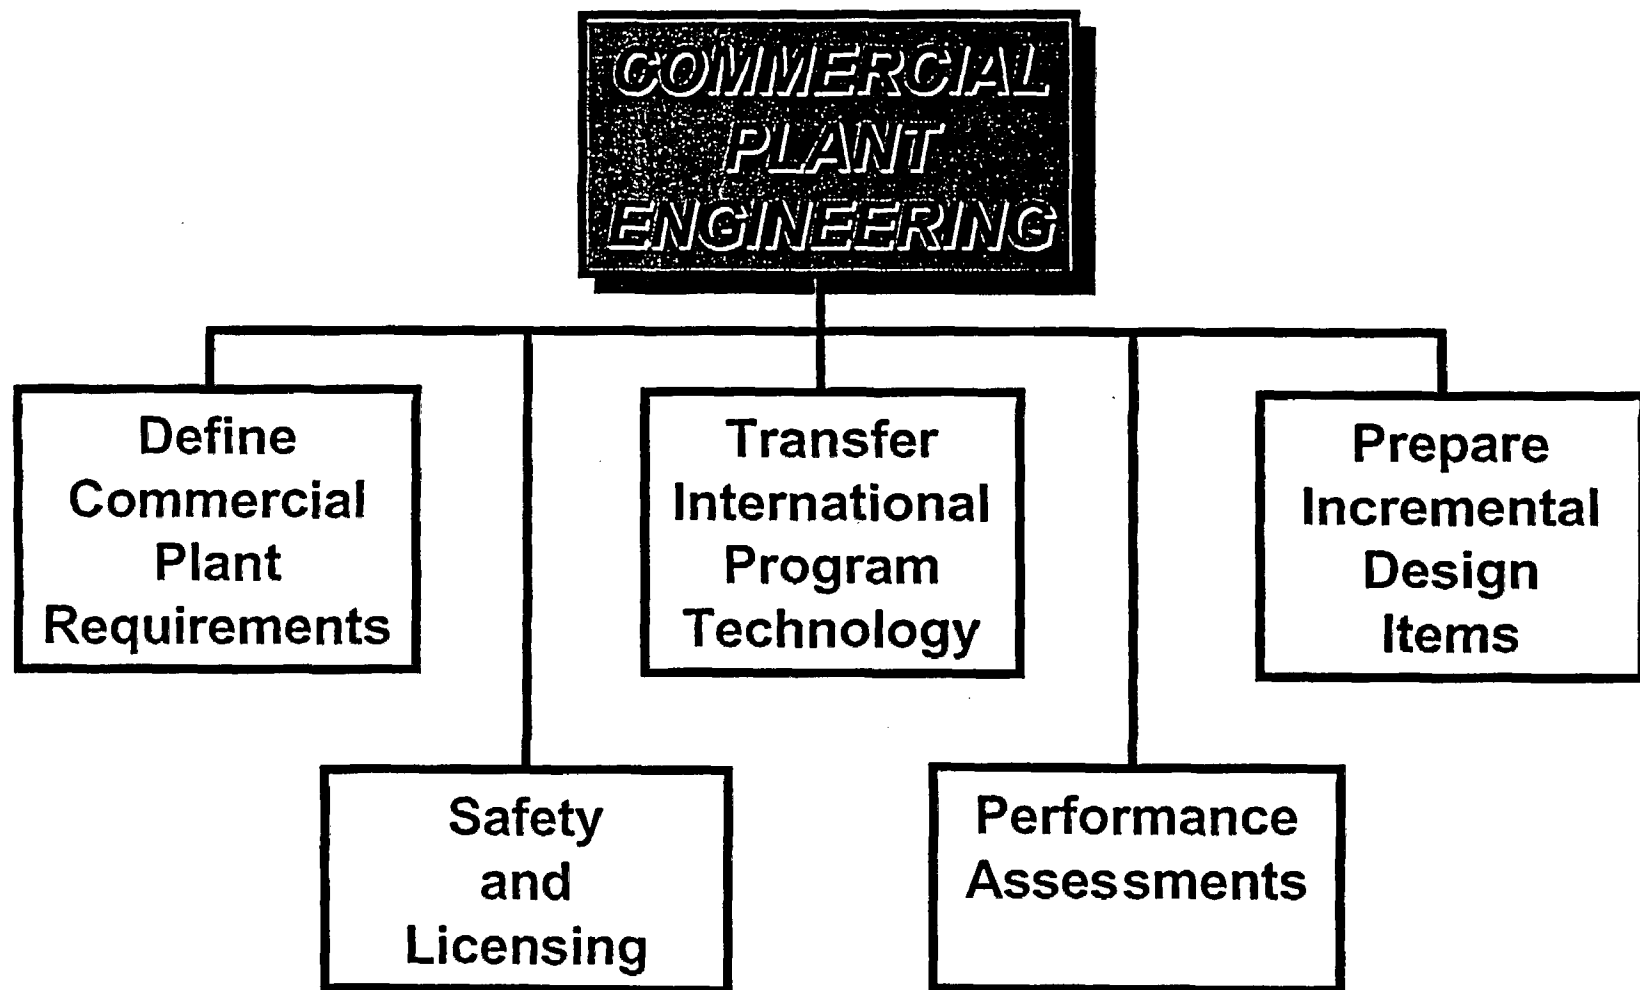 COMMERCIAL
PLANT
ENGINEERING
Define
Commercial
Plant
Requirements
Transfer
International
Program
Technology
Prepare
Incremental
Design
Items
Safety
and
Licensing
Performance
Assessments